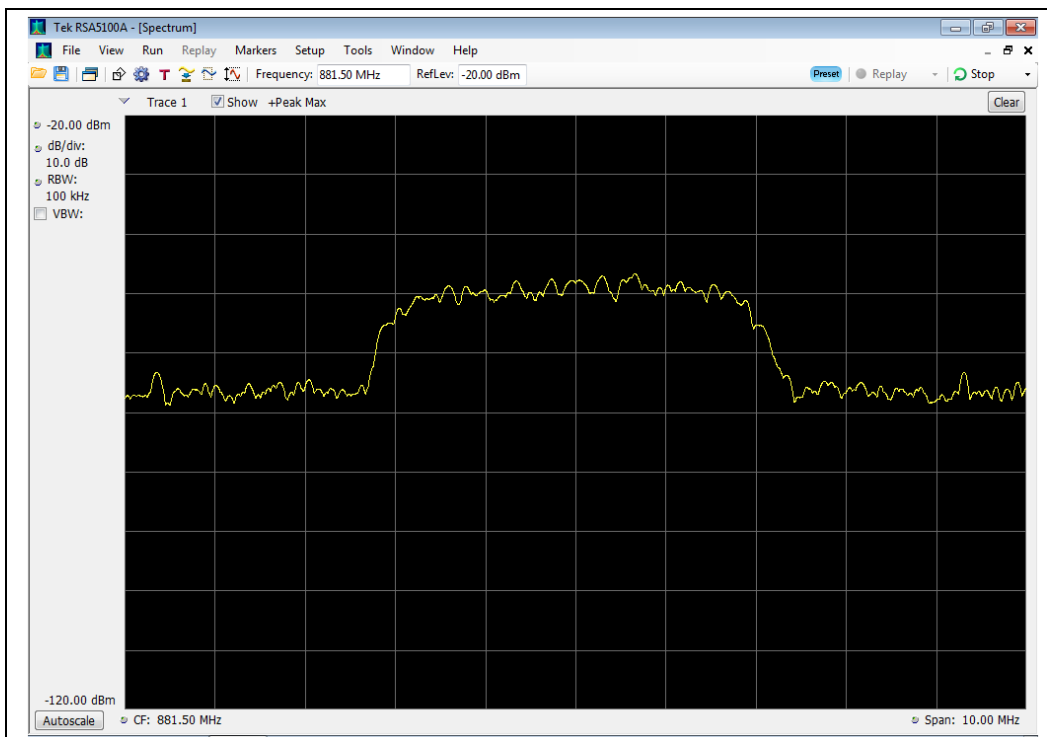 Tek RSA5100A - [Spectrum]
File View Run Replay Markers Setup Tools Window Help
T Frequency: 881.50 MHz RefLev: -20.00 dBm Preset Replay Stop
Trace 1 Show +Peak Max Clear
-20.00 dBm
dB/div:
10.0 dB
RBW:
100 kHz
VBW:
-120.00 dBm
Autoscale CF: 881.50 MHz Span: 10.00 MHz